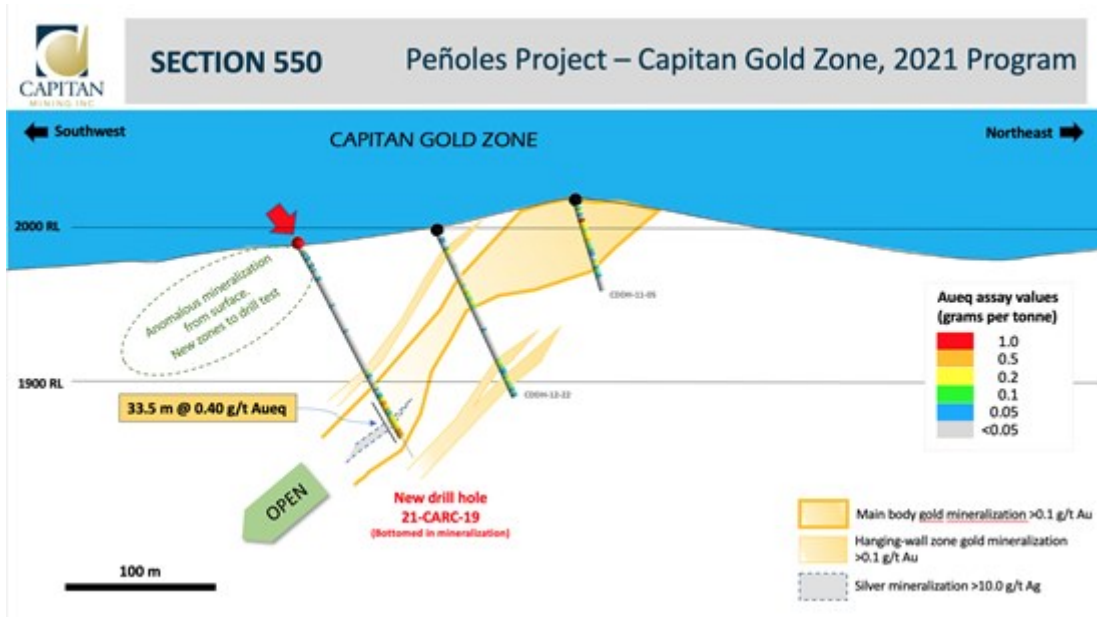 CAPITAN
MINING INC.
SECTION 550
Peñoles Project – Capitan Gold Zone, 2021 Program
Southwest
CAPITAN GOLD ZONE
Northeast
2000 RL
Anomalous mineralization
from surface.
New zones to drill test
CDDH-11-05
Aueq assay values
(grams per tonne)
1.0
0.5
0.2
0.1
0.05
<0.05
1900 RL
CDDH-12-22
33.5 m @ 0.40 g/t Aueq
OPEN
New drill hole
21-CARC-19
(Bottomed in mineralization)
100 m
Main body gold mineralization >0.1 g/t Au
Hanging-wall zone gold mineralization
>0.1 g/t Au
Silver mineralization >10.0 g/t Ag